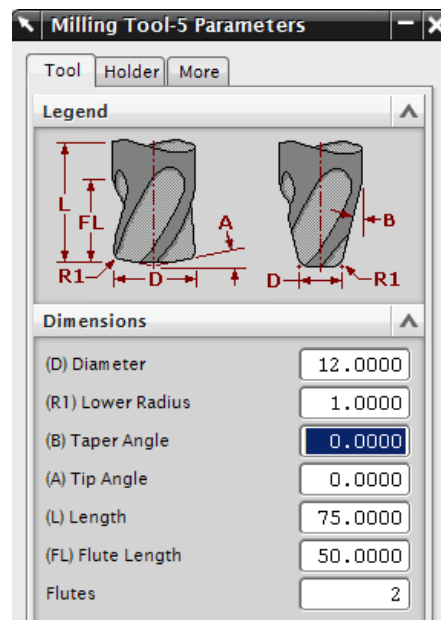 Milling Tool-5 Parameters
Tool Holder More
Legend
L
FL
A
B
R1 D D R1
Dimensions
(D) Diameter 12.0000
(R1) Lower Radius 1.0000
(B) Taper Angle 0.0000
(A) Tip Angle 0.0000
(L) Length 75.0000
(FL) Flute Length 50.0000
Flutes 2